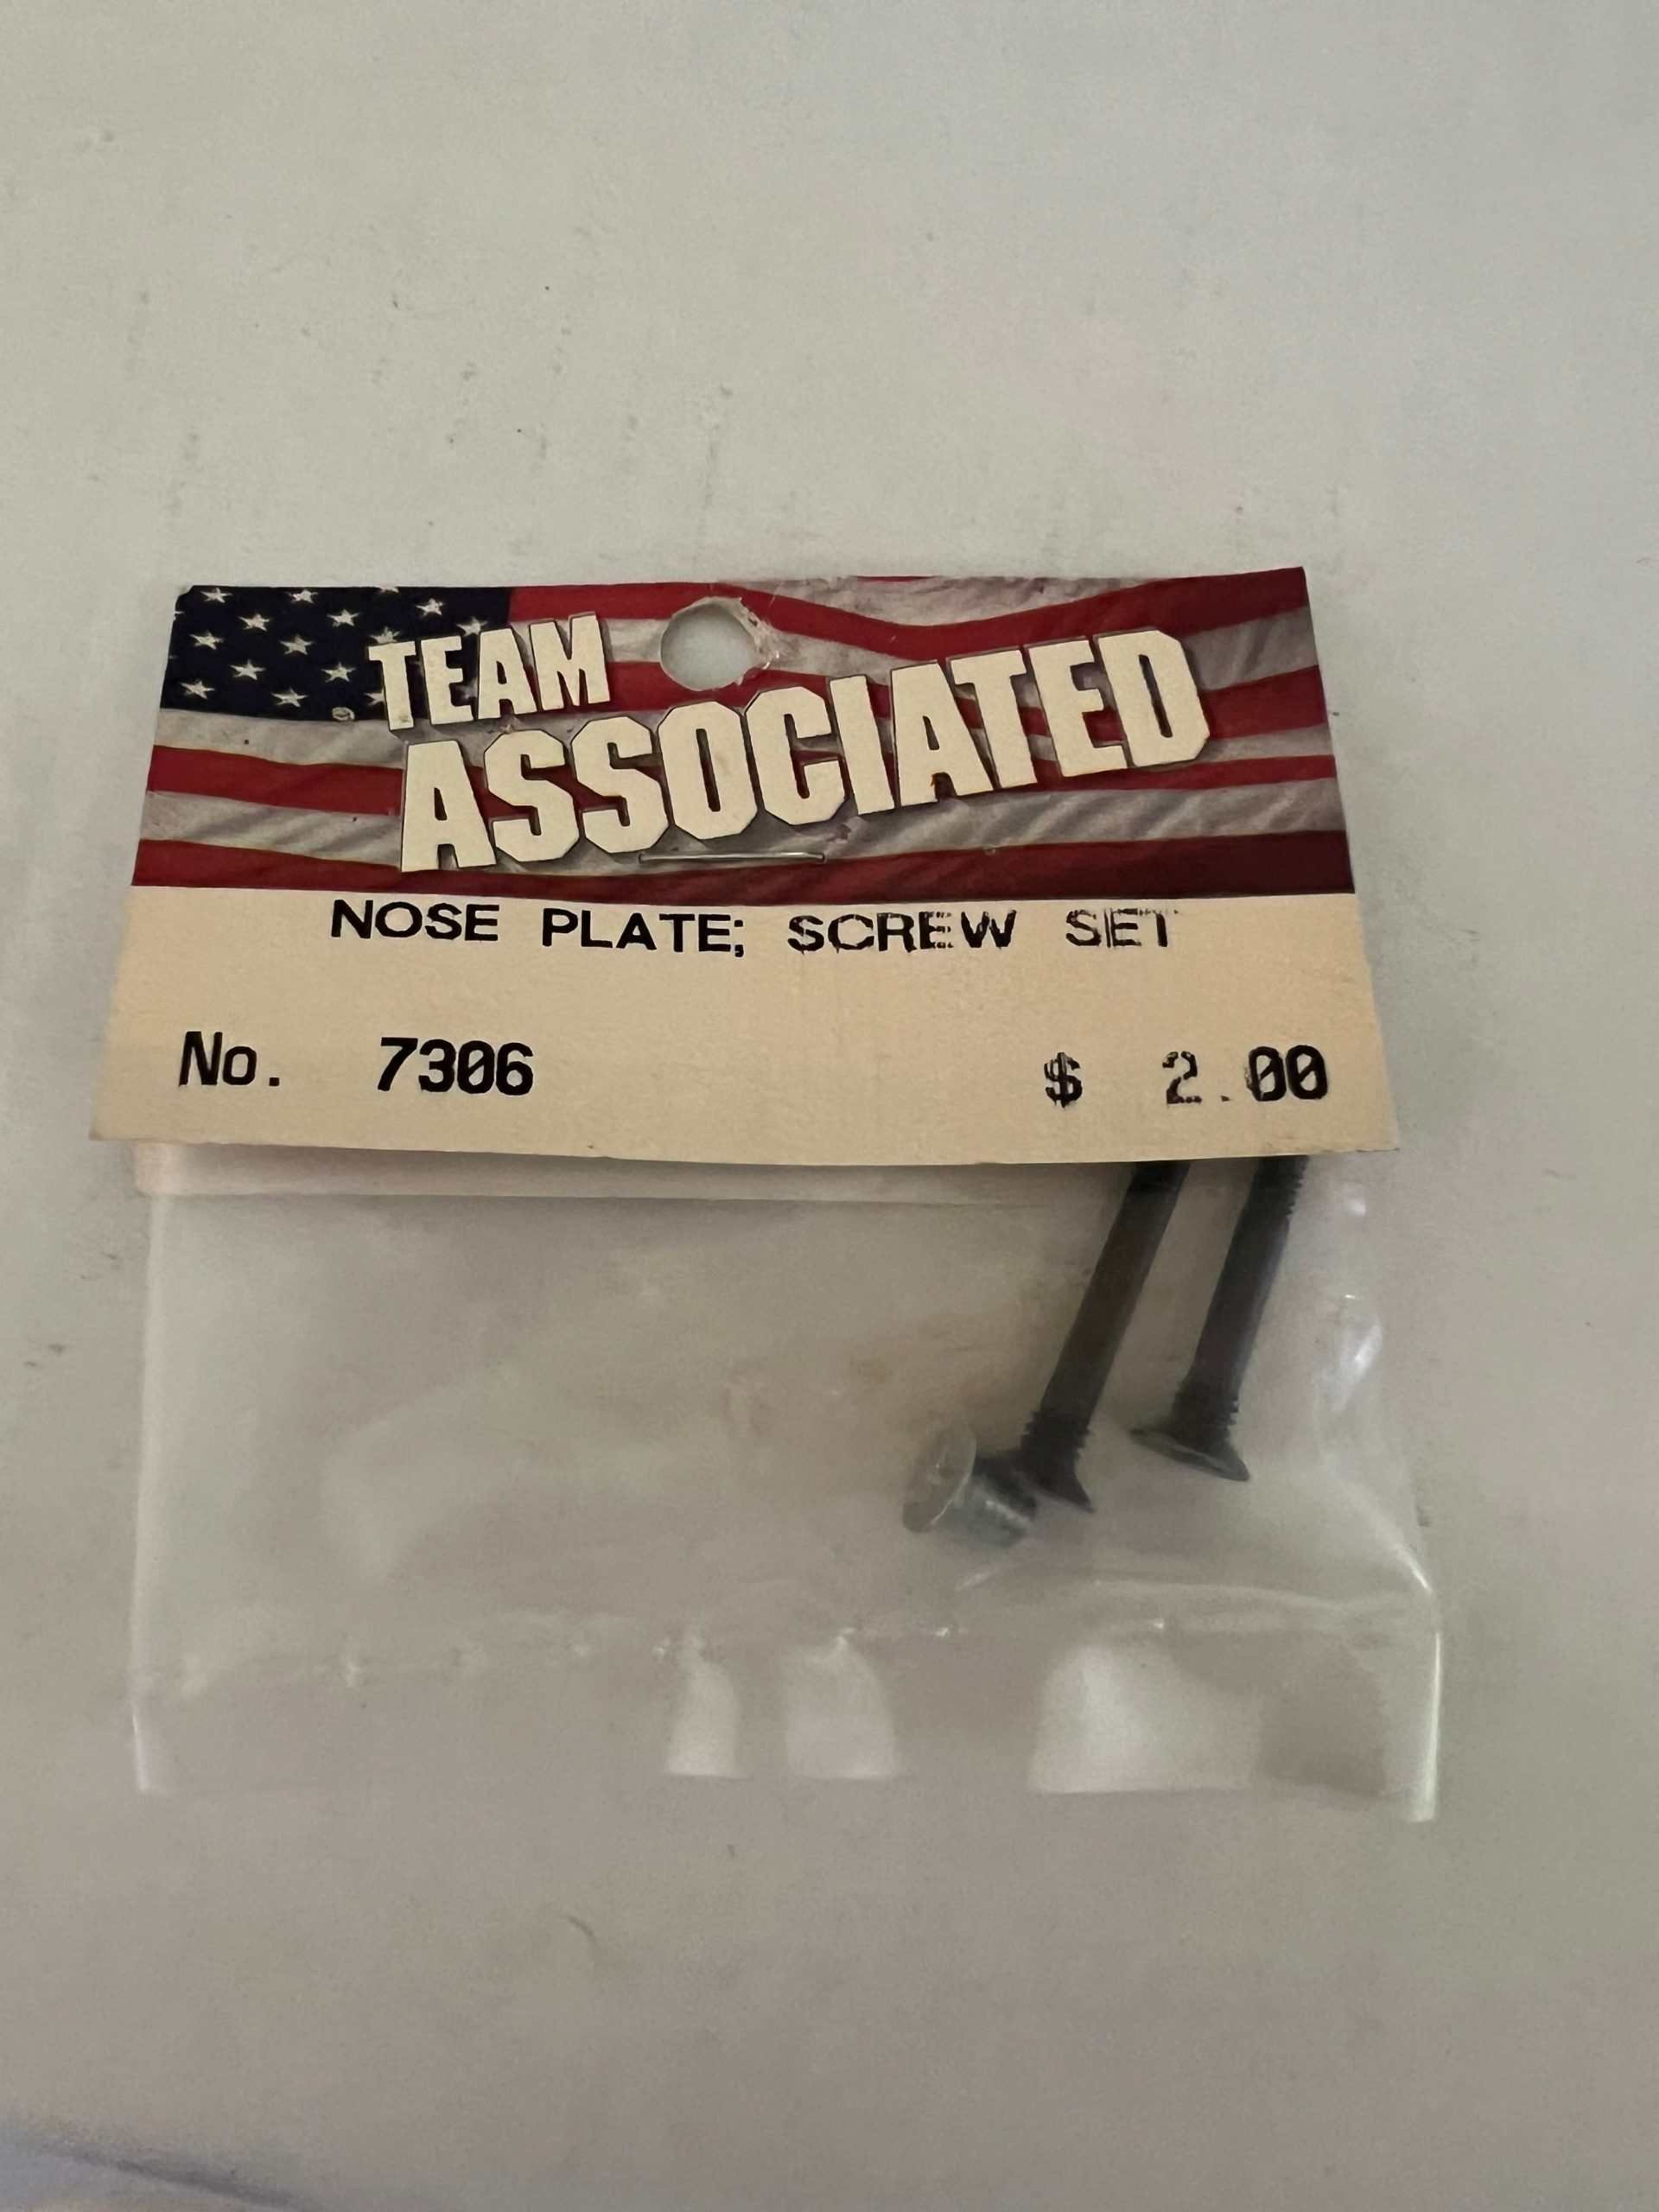 TEAM
ASSOCIATED
NOSE PLATE; SCREW SET
No. 7306 $ 2.00